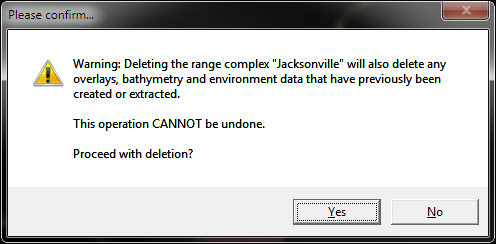 Please confirm...
Warning: Deleting the range complex "Jacksonville" will also delete any
overlays, bathymetry and environment data that have previously been
created or extracted.
This operation CANNOT be undone.
Proceed with deletion?
Yes
No